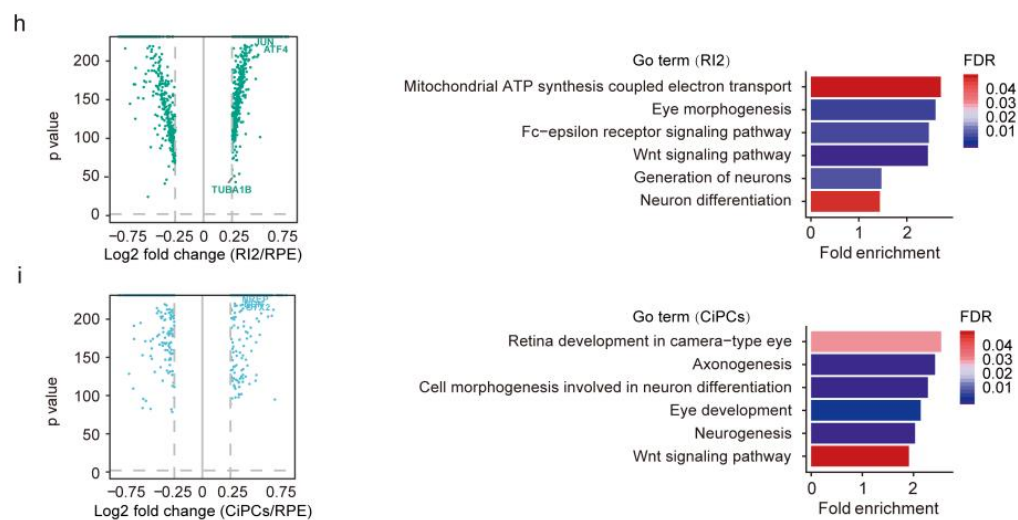 h
p value
200
150
100
50
0
JUN
ATF4
TUBA1B
−0.75 −0.25 0 0.25 0.75
Log2 fold change (RI2/RPE)
Go term (RI2)
Mitochondrial ATP synthesis coupled electron transport
Eye morphogenesis
Fc−epsilon receptor signaling pathway
Wnt signaling pathway
Generation of neurons
Neuron differentiation
0 1 2
Fold enrichment
FDR
0.04
0.03
0.02
0.01
i
p value
200
150
100
50
0
−0.75 −0.25 0 0.25 0.75
Log2 fold change (CiPCs/RPE)
Go term (CiPCs)
Retina development in camera−type eye
Axonogenesis
Cell morphogenesis involved in neuron differentiation
Eye development
Neurogenesis
Wnt signaling pathway
0 1 2
Fold enrichment
FDR
0.04
0.03
0.02
0.01